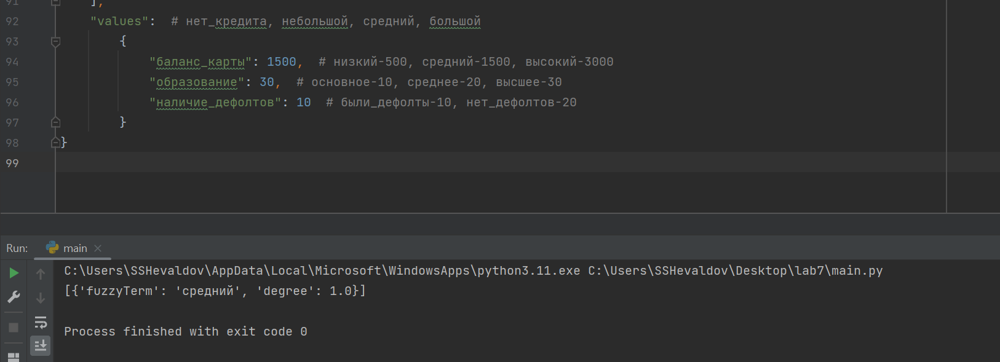 91 ],
92 "values":  # нет_кредита, небольшой, средний, большой
93 {
94 "баланс_карты": 1500,  # низкий-500, средний-1500, высокий-3000
95 "образование": 30,  # основное-10, среднее-20, высшее-30
96 "наличие_дефолтов": 10  # были_дефолты-10, нет_дефолтов-20
97 }
98 }
99
Run: main
C:\Users\SSHevaldov\AppData\Local\Microsoft\WindowsApps\python3.11.exe C:\Users\SSHevaldov\Desktop\lab7\main.py
[{'fuzzyTerm': 'средний', 'degree': 1.0}]
Process finished with exit code 0